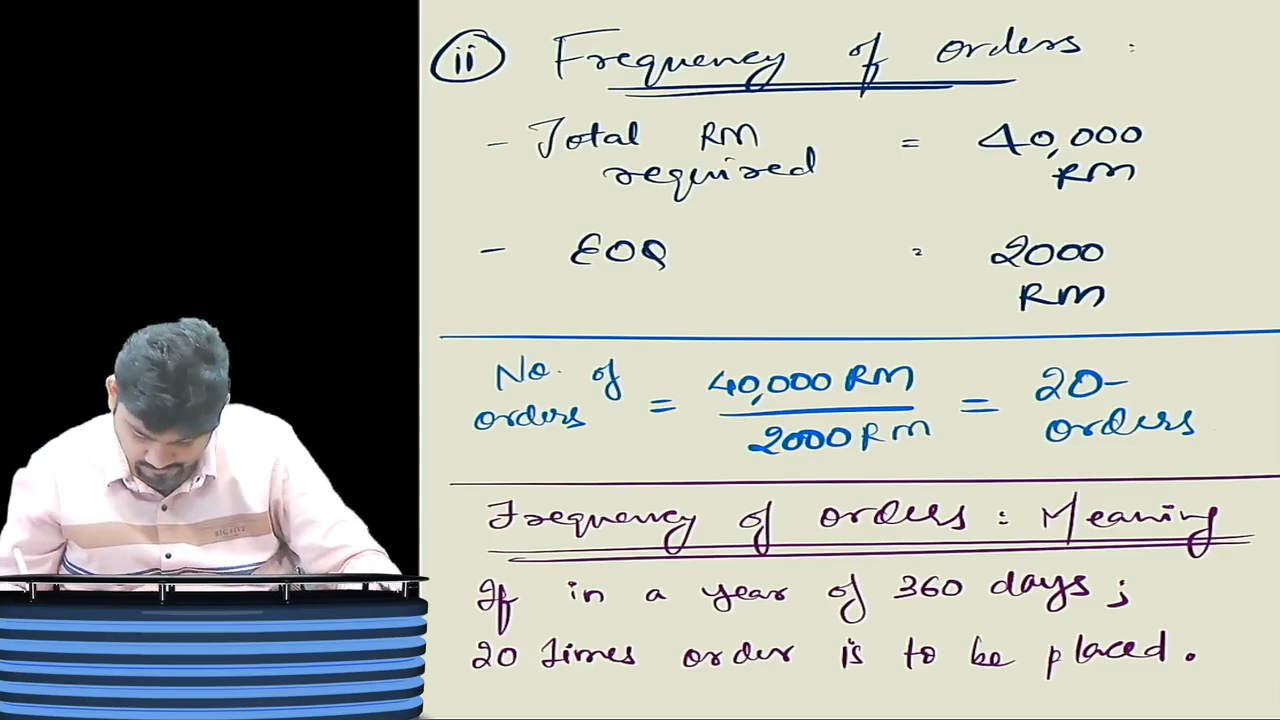 ii Frequency of orders :
- Total RM required = 40,000 RM
- EOQ = 2000 RM
No. of orders = 40,000 RM / 2000 RM = 20- orders
Frequency of orders : Meaning
If in a year of 360 days ;
20 times order is to be placed .